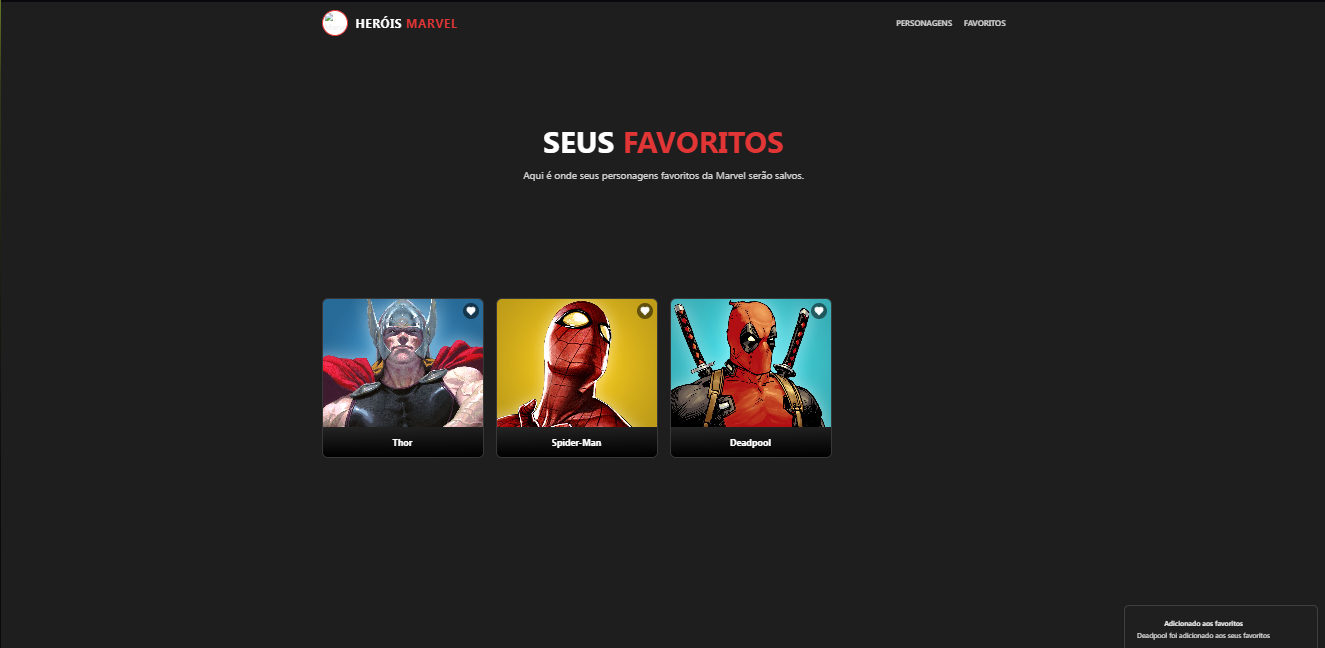 HERÓIS MARVEL
PERSONAGENS FAVORITOS
SEUS FAVORITOS
Aqui é onde seus personagens favoritos da Marvel serão salvos.
Thor
Spider-Man
Deadpool
Adicionado aos favoritos
Deadpool foi adicionado aos seus favoritos